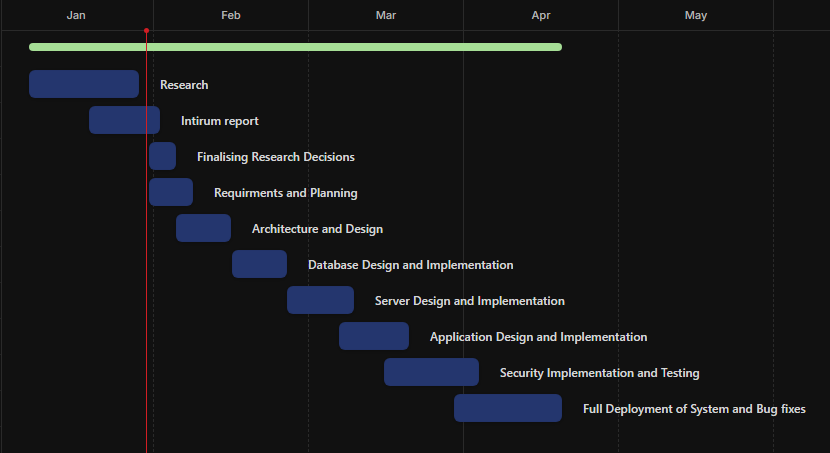 Jan Feb Mar Apr May
Research
Intirum report
Finalising Research Decisions
Requirments and Planning
Architecture and Design
Database Design and Implementation
Server Design and Implementation
Application Design and Implementation
Security Implementation and Testing
Full Deployment of System and Bug fixes